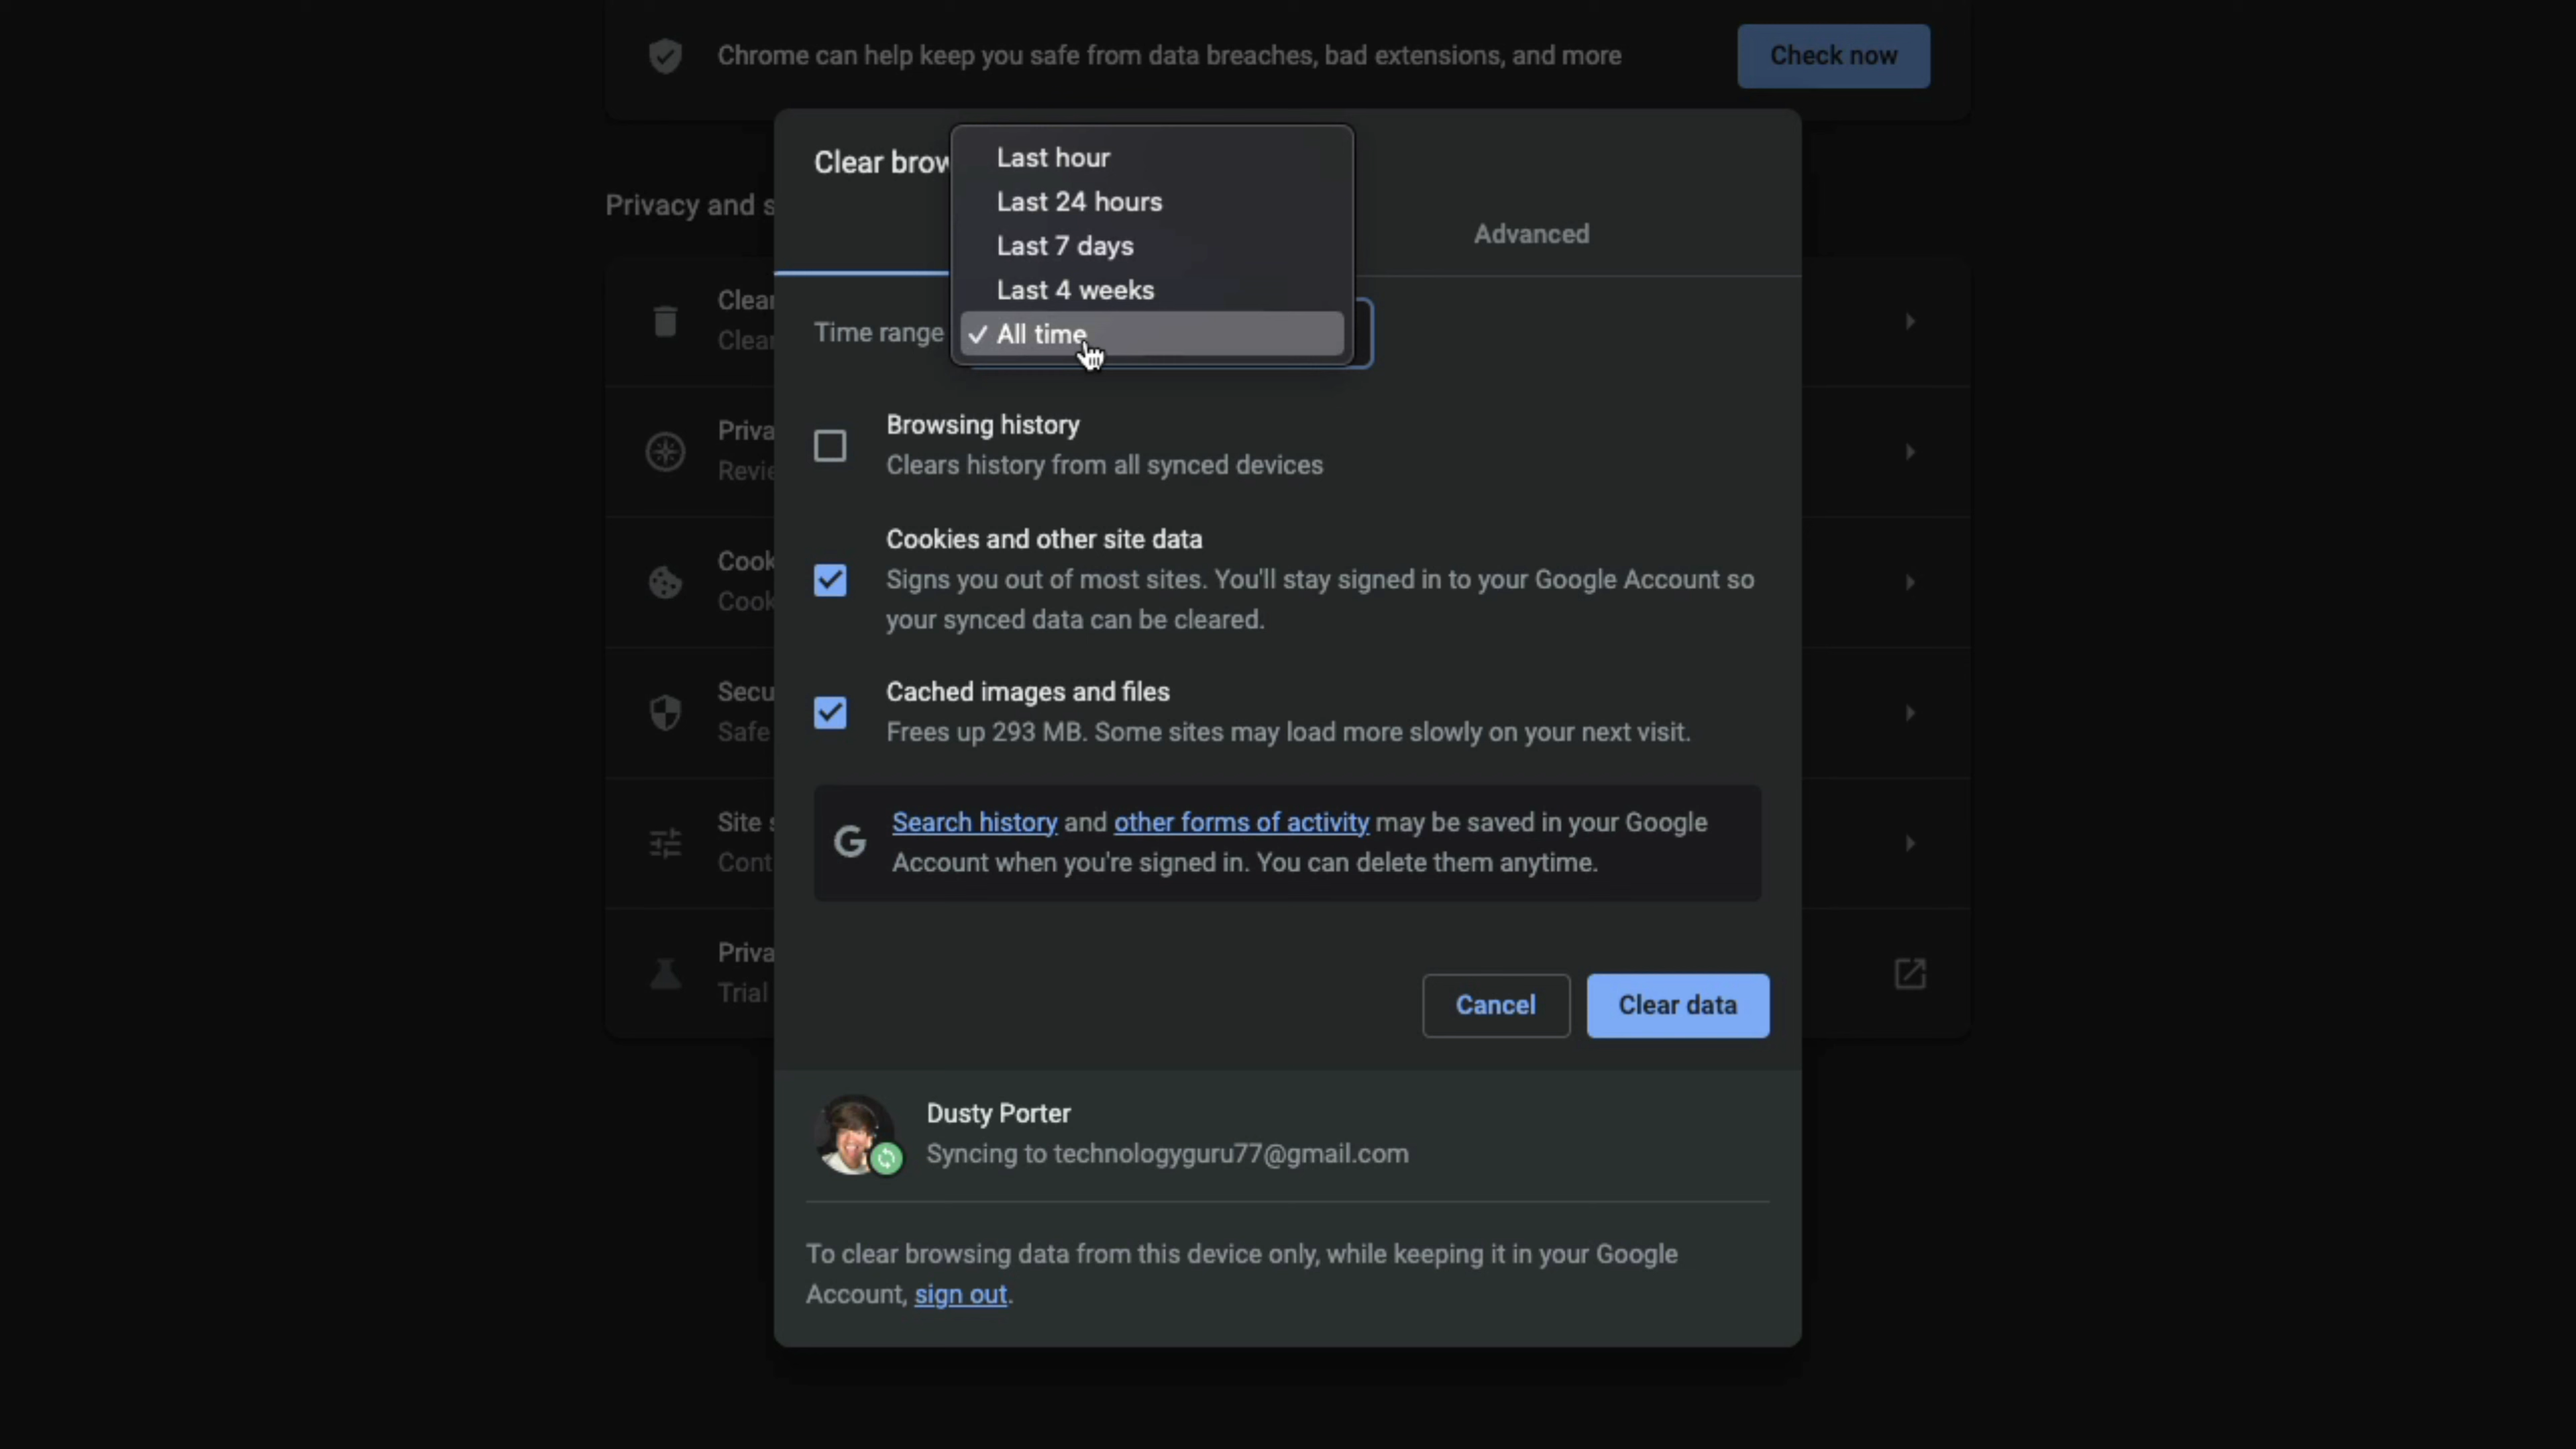 Chrome can help keep you safe from data breaches, bad extensions, and more
Check now
Privacy and s
Clear brow
Last hour
Last 24 hours
Last 7 days
Last 4 weeks
✓ All time
Advanced
Time range
Clear
Clear
Priva
Revie
Cook
Cook
Secu
Safe
Site s
Cont
Priva
Trial
Browsing history
Clears history from all synced devices
Cookies and other site data
Signs you out of most sites. You'll stay signed in to your Google Account so
your synced data can be cleared.
Cached images and files
Frees up 293 MB. Some sites may load more slowly on your next visit.
G
Search history and other forms of activity may be saved in your Google
Account when you're signed in. You can delete them anytime.
Cancel
Clear data
Dusty Porter
Syncing to technologyguru77@gmail.com
To clear browsing data from this device only, while keeping it in your Google
Account, sign out.